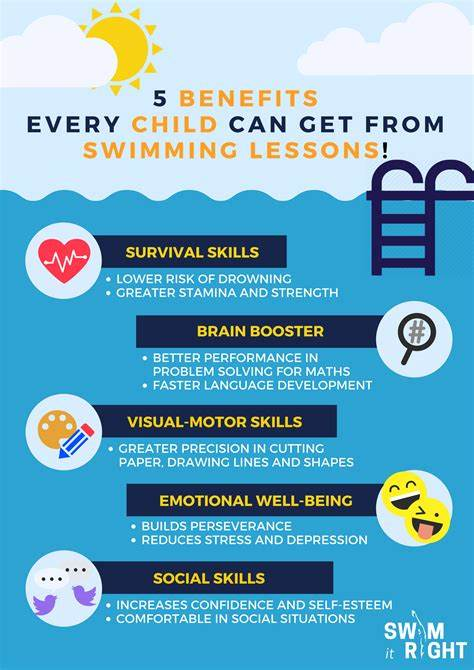 5 BENEFITS
EVERY CHILD CAN GET FROM
SWIMMING LESSONS!
SURVIVAL SKILLS
• LOWER RISK OF DROWNING
• GREATER STAMINA AND STRENGTH
BRAIN BOOSTER
#
• BETTER PERFORMANCE IN
PROBLEM SOLVING FOR MATHS
• FASTER LANGUAGE DEVELOPMENT
VISUAL-MOTOR SKILLS
• GREATER PRECISION IN CUTTING
PAPER, DRAWING LINES AND SHAPES
EMOTIONAL WELL-BEING
• BUILDS PERSEVERANCE
• REDUCES STRESS AND DEPRESSION
SOCIAL SKILLS
• INCREASES CONFIDENCE AND SELF-ESTEEM
• COMFORTABLE IN SOCIAL SITUATIONS
SWIM
it RIGHT